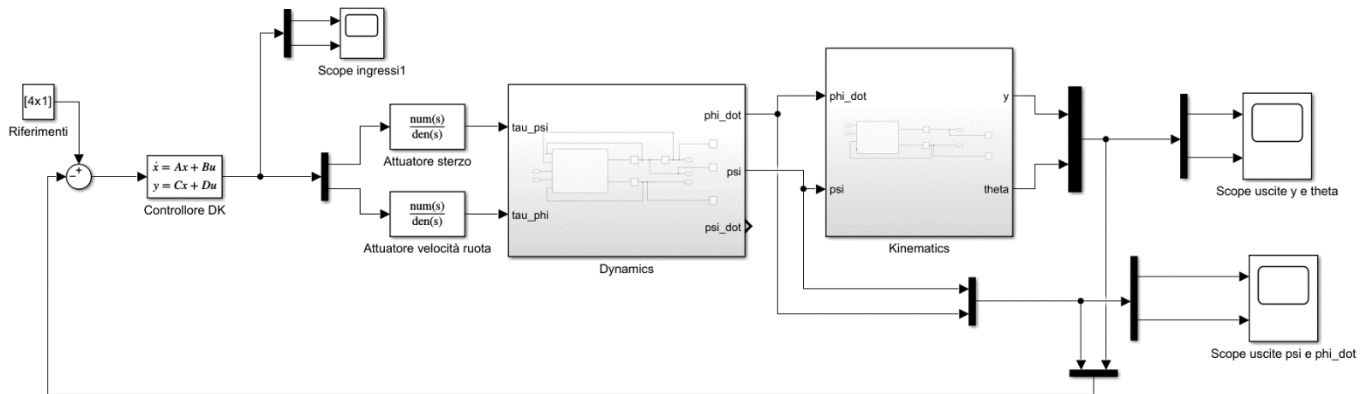 Scope ingressi1
[4x1]
Riferimenti
+
−
ẋ = Ax + Bu
y = Cx + Du
Controllore DK
num(s)
den(s)
Attuatore sterzo
num(s)
den(s)
Attuatore velocità ruota
tau_psi
tau_phi
phi_dot
psi
psi_dot
Dynamics
phi_dot
psi
y
theta
Kinematics
Scope uscite y e theta
Scope uscite psi e phi_dot